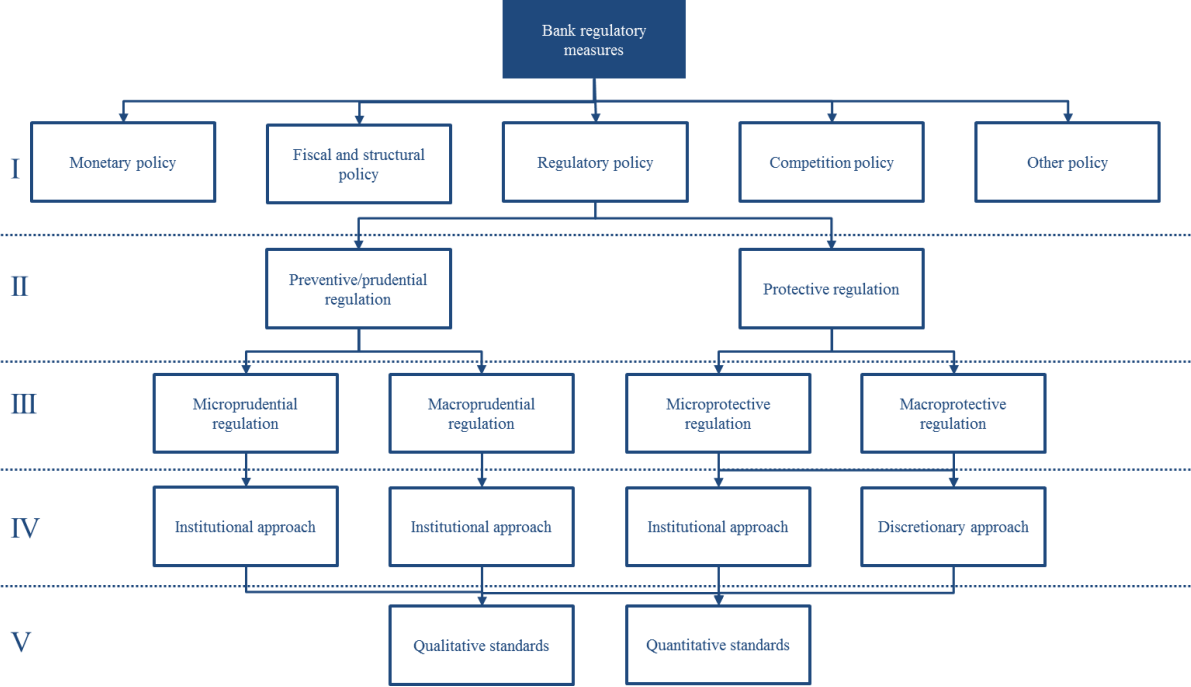 Bank regulatory
measures
I
Monetary policy
Fiscal and structural
policy
Regulatory policy
Competition policy
Other policy
II
Preventive/prudential
regulation
Protective regulation
III
Microprudential
regulation
Macroprudential
regulation
Microprotective
regulation
Macroprotective
regulation
IV
Institutional approach
Institutional approach
Institutional approach
Discretionary approach
V
Qualitative standards
Quantitative standards